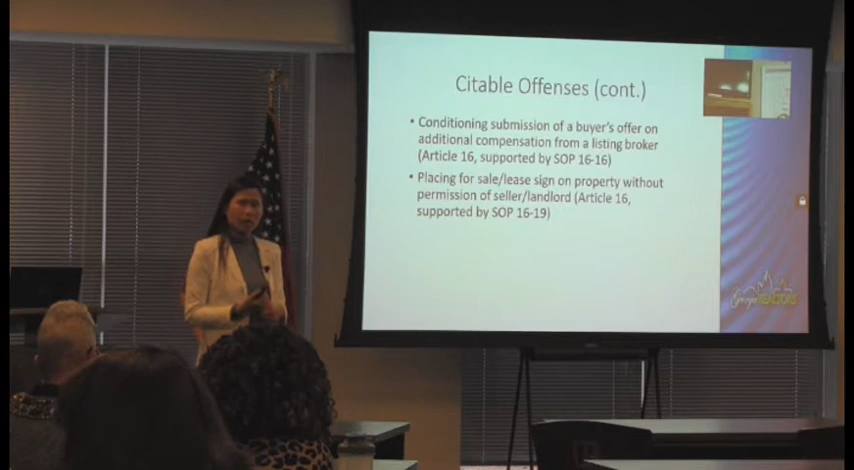 Citable Offenses (cont.)
• Conditioning submission of a buyer's offer on
additional compensation from a listing broker
(Article 16, supported by SOP 16-16)
• Placing for sale/lease sign on property without
permission of seller/landlord (Article 16,
supported by SOP 16-19)
Georgia REALTORS